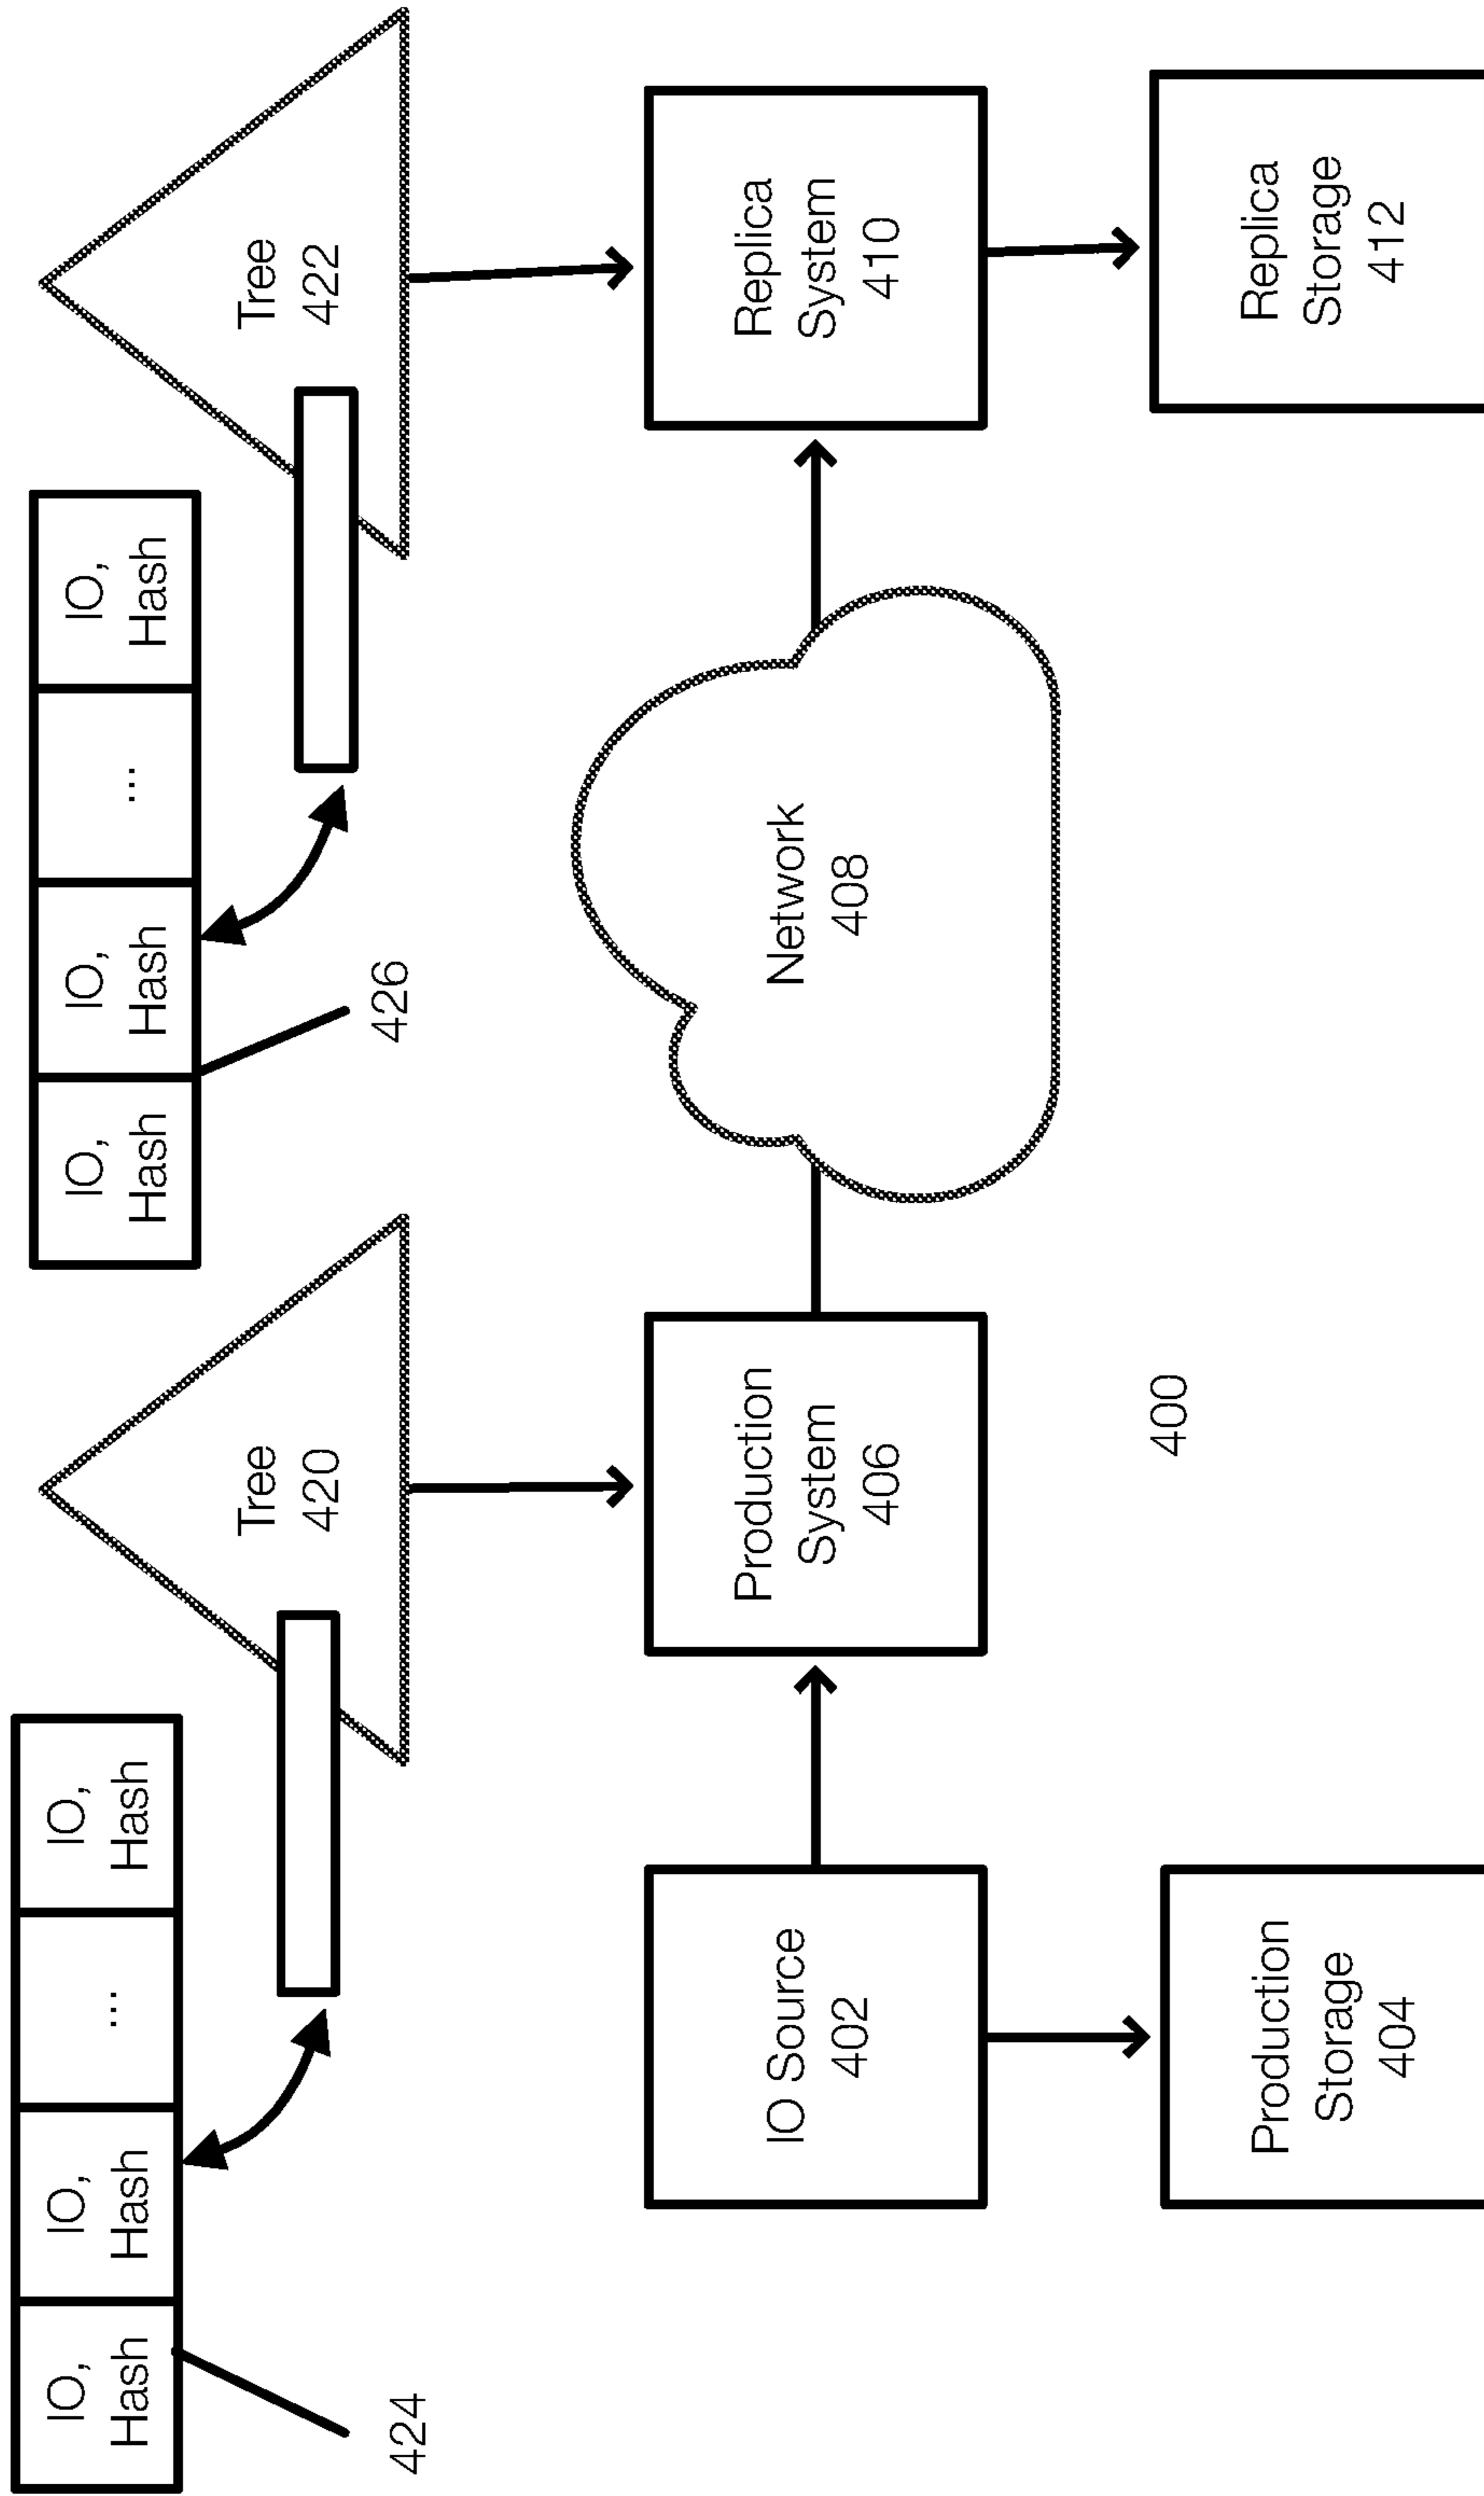 IO,
Hash
IO,
Hash
...
IO,
Hash
424
IO,
Hash
IO,
Hash
...
IO,
Hash
426
Tree
420
Tree
422
IO Source
402
Production
System
406
Network
408
Replica
System
410
Production
Storage
404
400
Replica
Storage
412